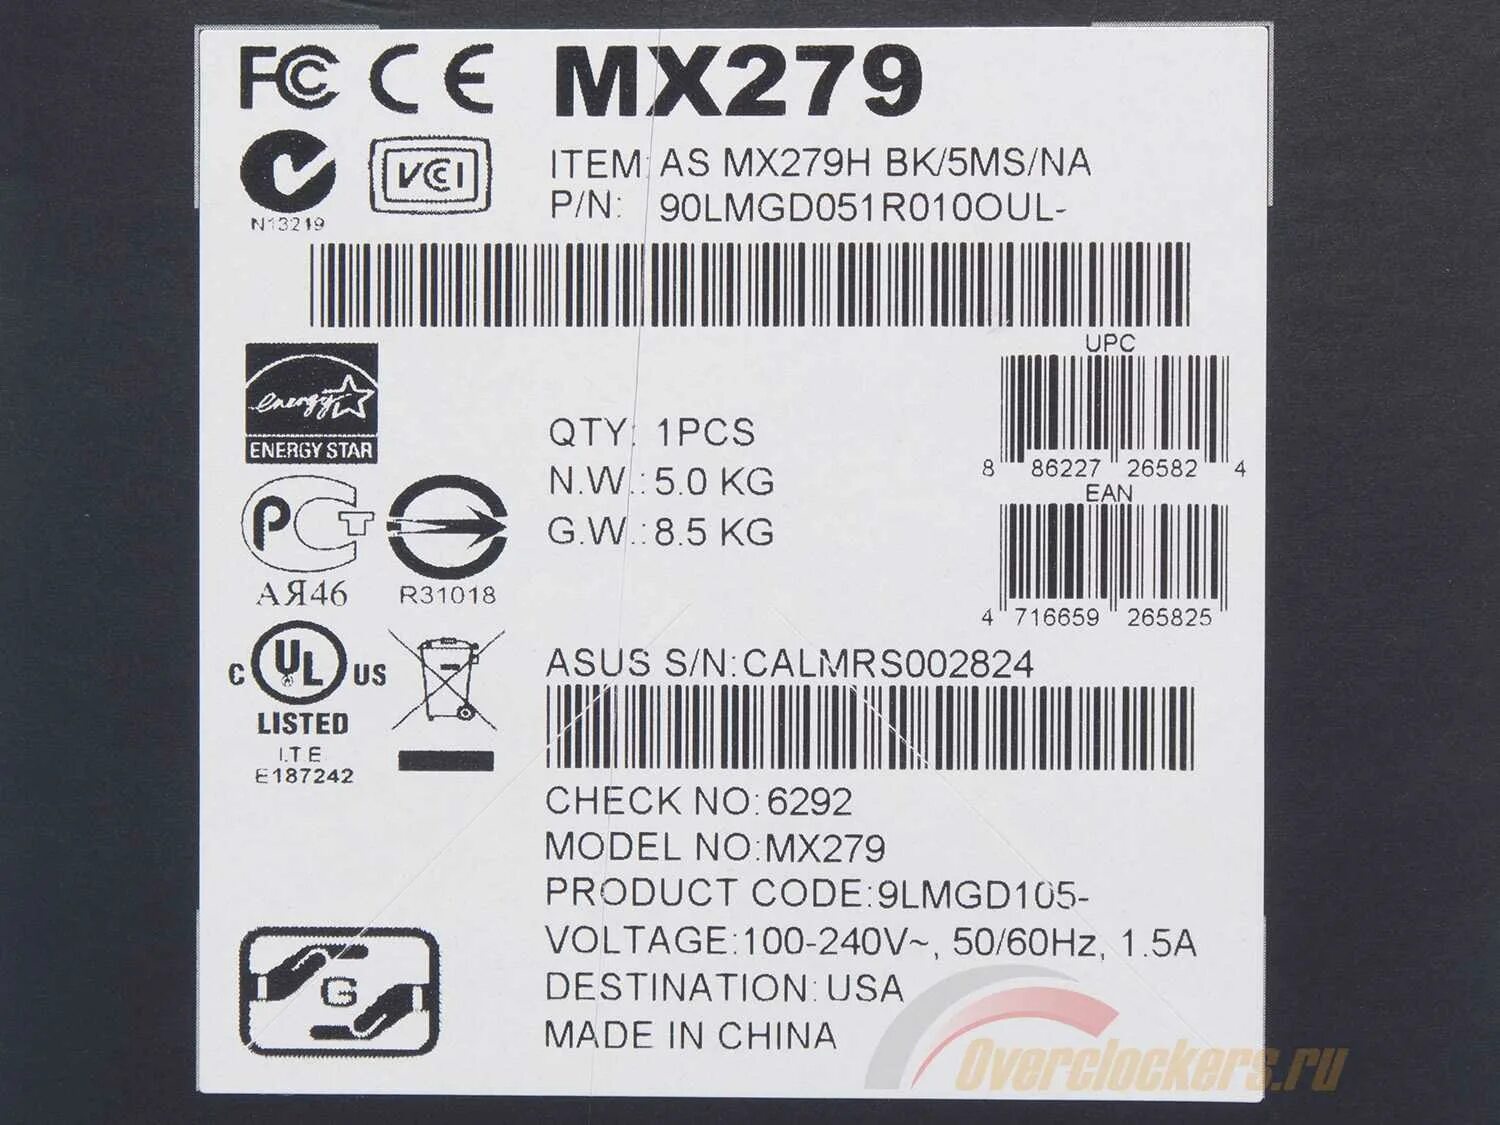 FC CE MX279
N13219
VCCI
ITEM: AS MX279H BK/5MS/NA
P/N: 90LMGD051R010OUL-
UPC
8 86227 26582 4
energy
ENERGY STAR
QTY: 1PCS
N.W.:5.0 KG
G.W.:8.5 KG
EAN
4 716659 265825
РСТ
АЯ46
R31018
C UL US
LISTED
I.T.E
E187242
ASUS S/N:CALMRS002824
CHECK NO:6292
MODEL NO:MX279
PRODUCT CODE:9LMGD105-
VOLTAGE:100-240V~, 50/60Hz, 1.5A
DESTINATION:USA
MADE IN CHINA
G
Overclockers.ru